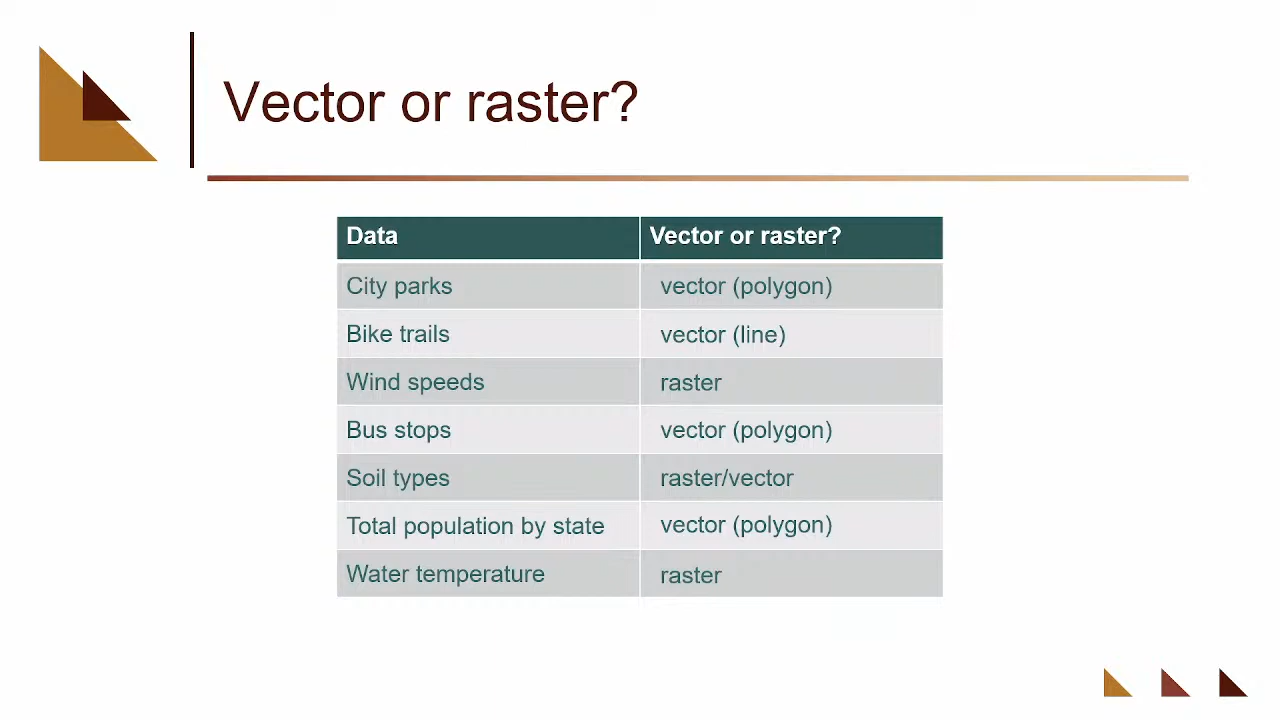 Vector or raster?
Data Vector or raster?
City parks vector (polygon)
Bike trails vector (line)
Wind speeds raster
Bus stops vector (polygon)
Soil types raster/vector
Total population by state vector (polygon)
Water temperature raster